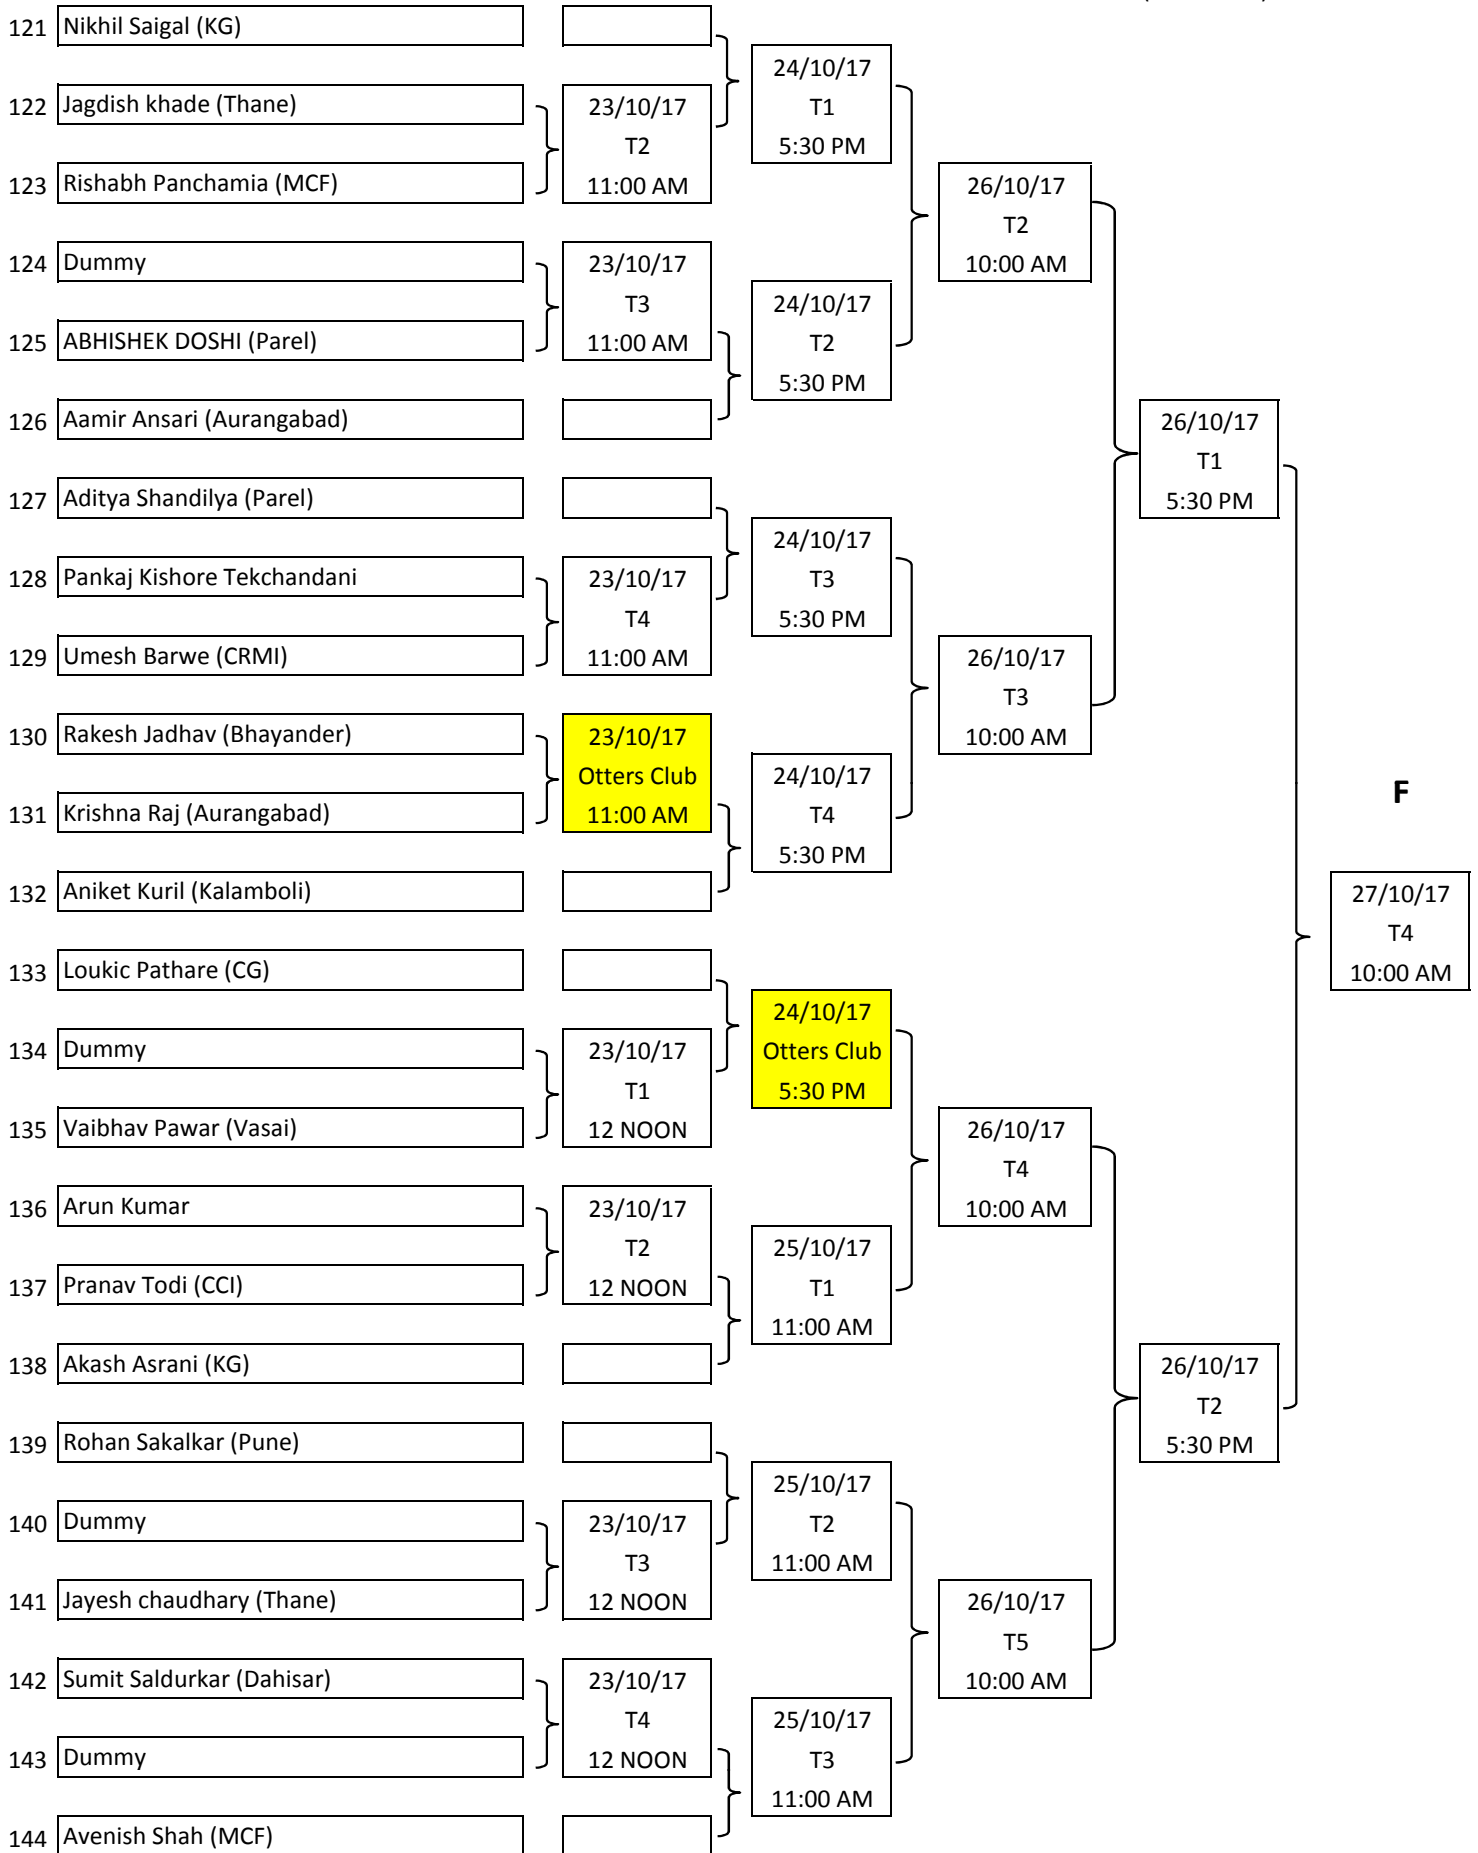 121 Nikhil Saigal (KG)
24/10/17
122 Jagdish khade (Thane) 23/10/17 T1
T2 5:30 PM
123 Rishabh Panchamia (MCF) 11:00 AM 26/10/17
T2
124 Dummy 23/10/17 10:00 AM
T3 24/10/17
125 ABHISHEK DOSHI (Parel) 11:00 AM T2
5:30 PM
126 Aamir Ansari (Aurangabad) 26/10/17
T1
127 Aditya Shandilya (Parel) 5:30 PM
24/10/17
128 Pankaj Kishore Tekchandani 23/10/17 T3
T4 5:30 PM
129 Umesh Barwe (CRMI) 11:00 AM 26/10/17
T3
130 Rakesh Jadhav (Bhayander) 23/10/17 10:00 AM
Otters Club 24/10/17 F
131 Krishna Raj (Aurangabad) 11:00 AM T4
5:30 PM
132 Aniket Kuril (Kalamboli) 27/10/17
T4
133 Loukic Pathare (CG) 10:00 AM
24/10/17
134 Dummy 23/10/17 Otters Club
T1 5:30 PM
135 Vaibhav Pawar (Vasai) 12 NOON 26/10/17
T4
136 Arun Kumar 23/10/17 10:00 AM
T2 25/10/17
137 Pranav Todi (CCI) 12 NOON T1
11:00 AM
138 Akash Asrani (KG) 26/10/17
T2
139 Rohan Sakalkar (Pune) 5:30 PM
25/10/17
140 Dummy 23/10/17 T2
T3 11:00 AM
141 Jayesh chaudhary (Thane) 12 NOON 26/10/17
T5
142 Sumit Saldurkar (Dahisar) 23/10/17 10:00 AM
T4 25/10/17
143 Dummy 12 NOON T3
11:00 AM
144 Avenish Shah (MCF)